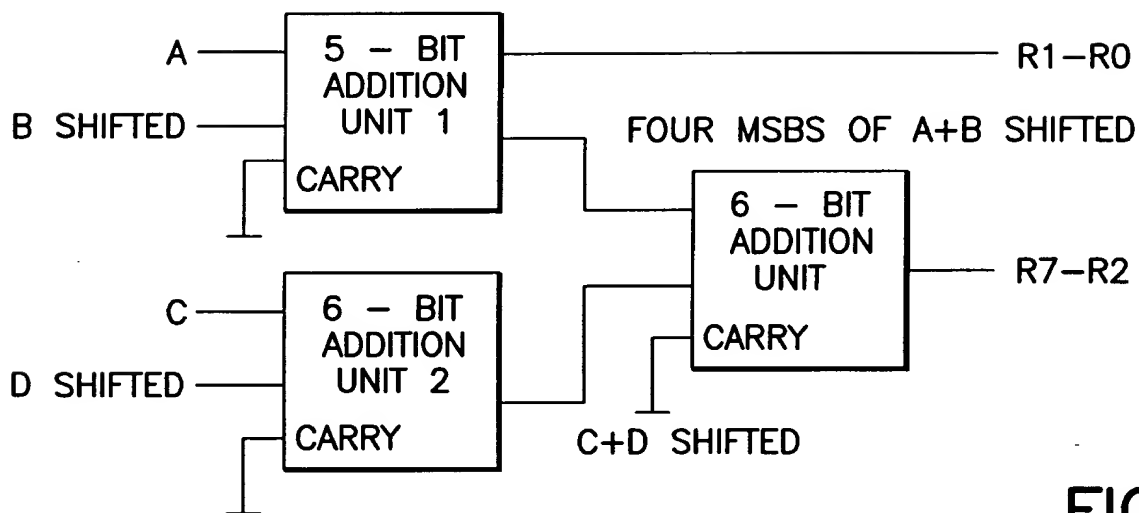 A
B SHIFTED
5 - BIT
ADDITION
UNIT 1
CARRY
R1-R0
FOUR MSBS OF A+B SHIFTED
6 - BIT
ADDITION
UNIT
CARRY
R7-R2
C
D SHIFTED
6 - BIT
ADDITION
UNIT 2
CARRY
C+D SHIFTED